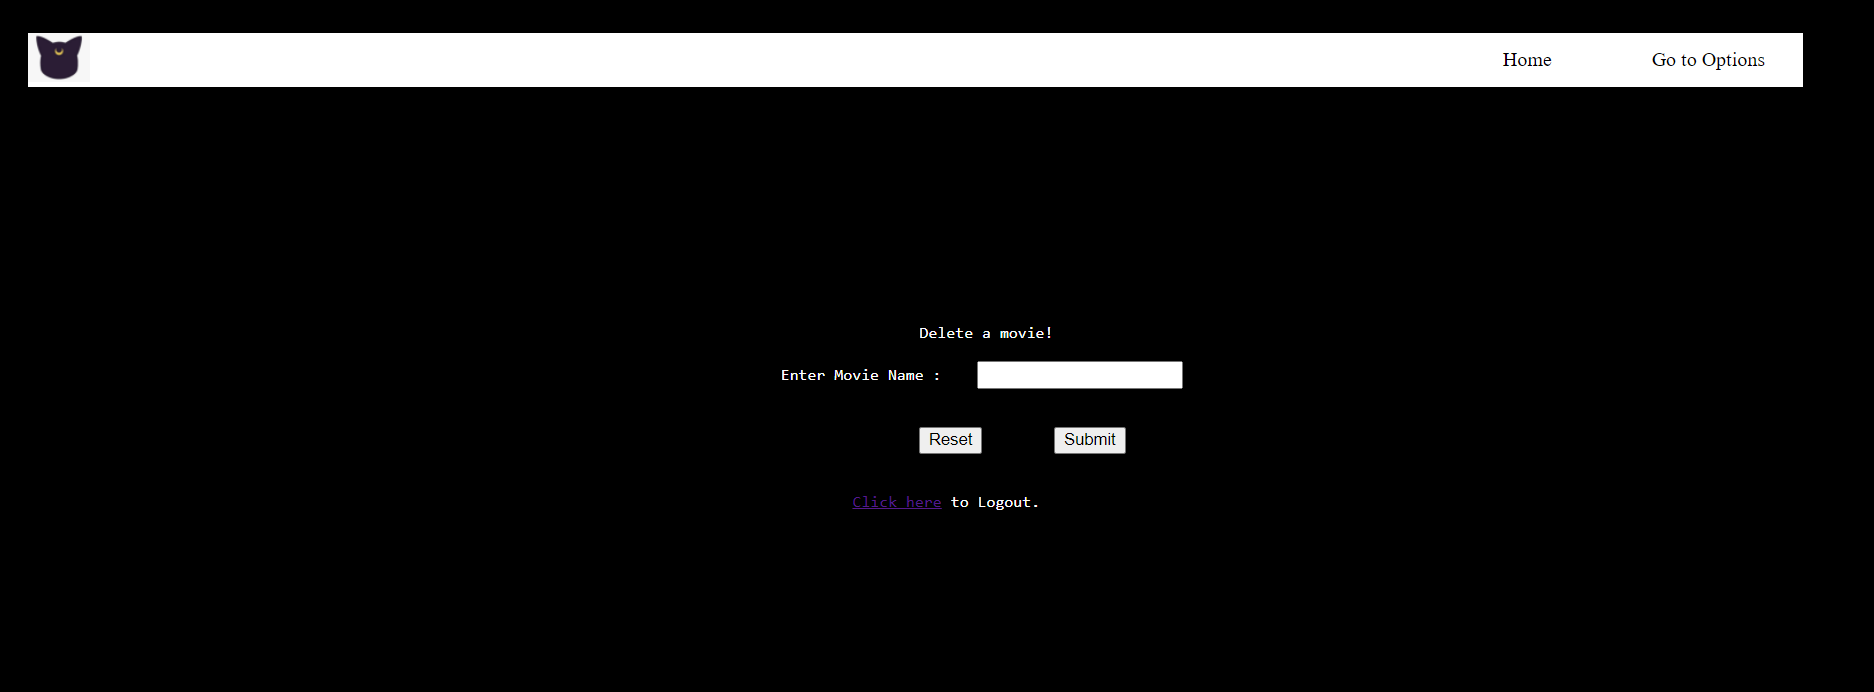 Home Go to Options
Delete a movie!
Enter Movie Name :
Reset Submit
Click here to Logout.